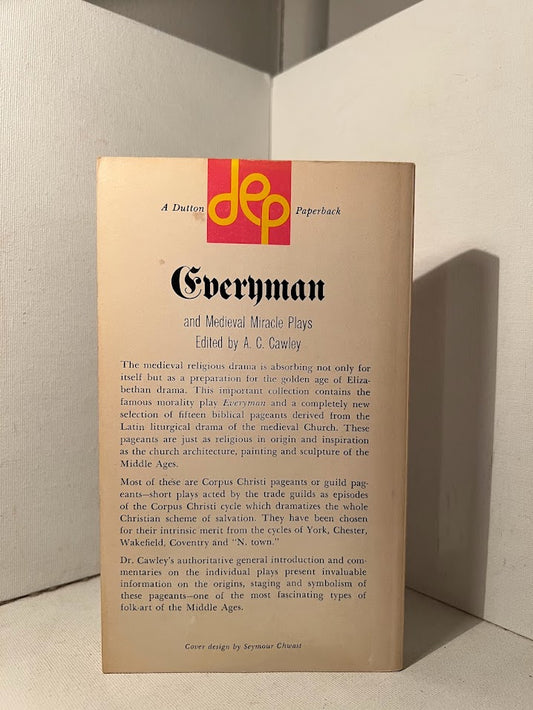 A Dutton dep Paperback
Everyman
and Medieval Miracle Plays
Edited by A. C. Cawley
The medieval religious drama is absorbing not only for
itself but as a preparation for the golden age of Eliza-
bethan drama. This important collection contains the
famous morality play Everyman and a completely new
selection of fifteen biblical pageants derived from the
Latin liturgical drama of the medieval Church. These
pageants are just as religious in origin and inspiration
as the church architecture, painting and sculpture of the
Middle Ages.
Most of these are Corpus Christi pageants or guild pag-
eants—short plays acted by the trade guilds as episodes
of the Corpus Christi cycle which dramatizes the whole
Christian scheme of salvation. They have been chosen
for their intrinsic merit from the cycles of York, Chester,
Wakefield, Coventry and "N. town."
Dr. Cawley's authoritative general introduction and com-
mentaries on the individual plays present invaluable
information on the origins, staging and symbolism of
these pageants—one of the most fascinating types of
folk-art of the Middle Ages.
Cover design by Seymour Chwast